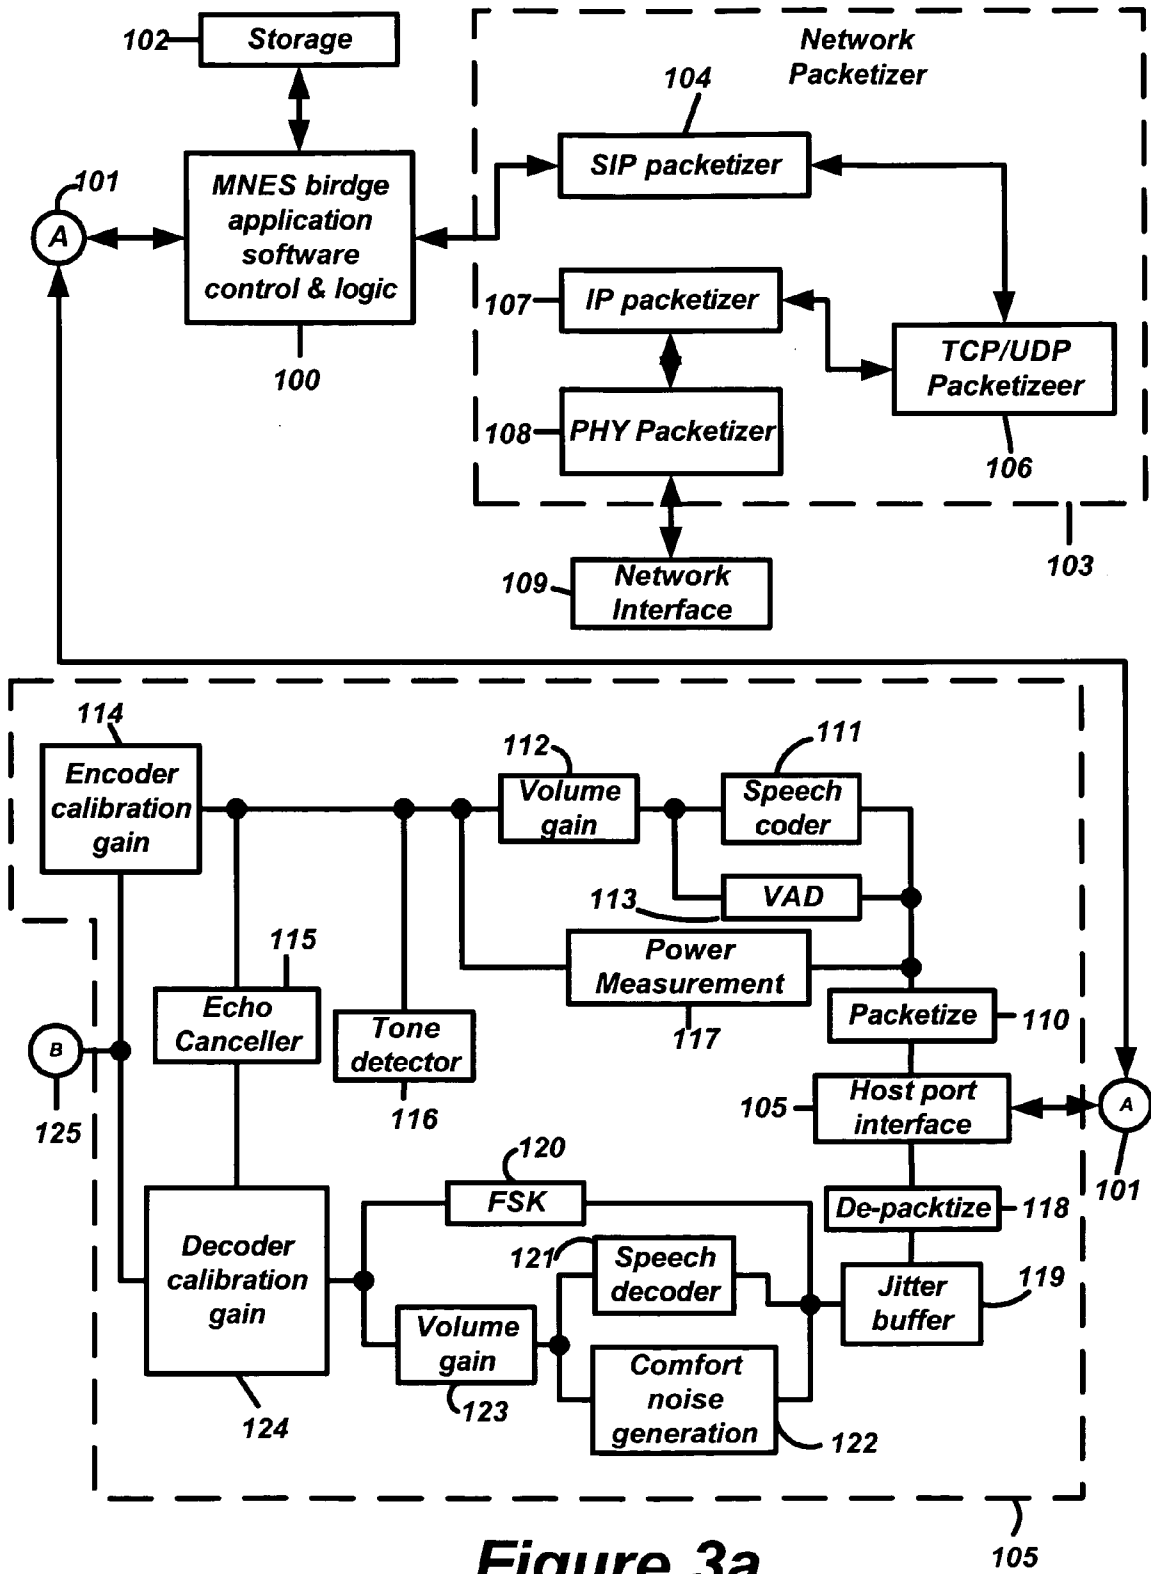 102
Storage
Network
Packetizer
104
SIP packetizer
101
A
MNES birdge
application
software
control & logic
100
107
IP packetizer
TCP/UDP
Packetizeer
106
108
PHY Packetizer
103
109
Network
Interface
114
Encoder
calibration
gain
112
Volume
gain
111
Speech
coder
113
VAD
115
Echo
Canceller
Power
Measurement
117
Tone
detector
116
Packetize
110
B
125
105
Host port
interface
A
101
120
FSK
De-packtize
118
Decoder
calibration
gain
124
121
Speech
decoder
Jitter
buffer
119
Volume
gain
123
Comfort
noise
generation
122
105
Figure 3a